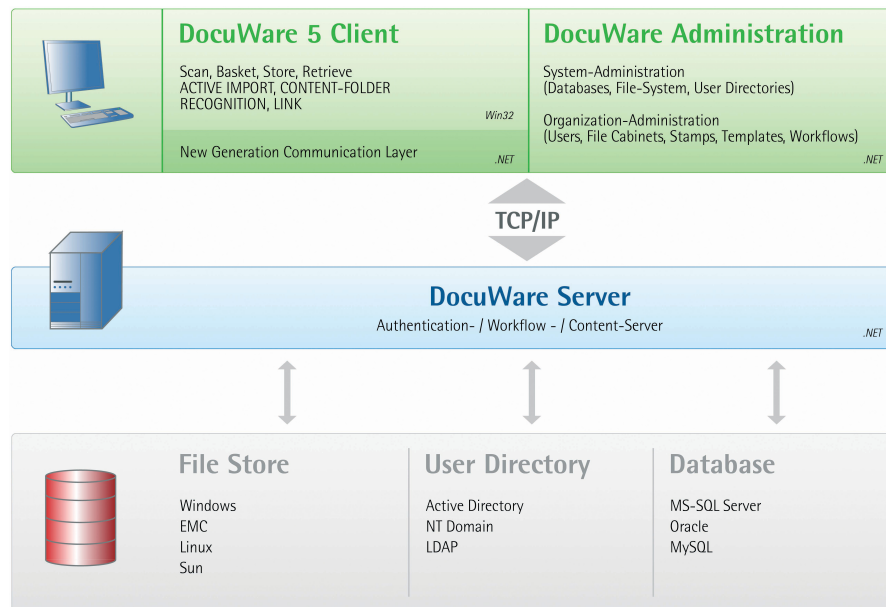 DocuWare 5 Client
Scan, Basket, Store, Retrieve
ACTIVE IMPORT, CONTENT-FOLDER
RECOGNITION, LINK
Win32
New Generation Communication Layer
.NET
DocuWare Administration
System-Administration
(Databases, File-System, User Directories)
Organization-Administration
(Users, File Cabinets, Stamps, Templates, Workflows)
.NET
TCP/IP
DocuWare Server
Authentication- / Workflow - / Content-Server
.NET
File Store
Windows
EMC
Linux
Sun
User Directory
Active Directory
NT Domain
LDAP
Database
MS-SQL Server
Oracle
MySQL